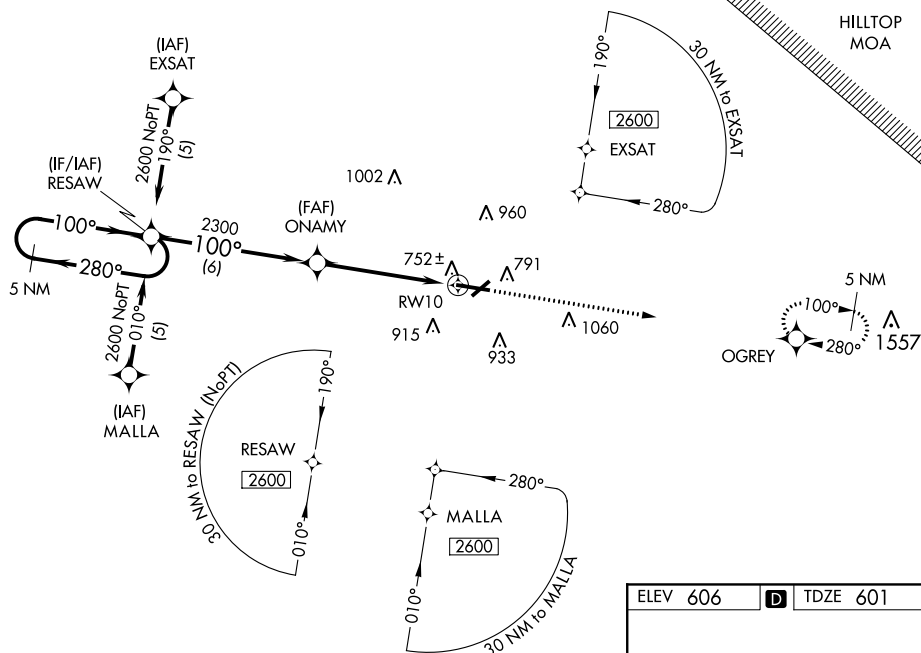 HILLTOP
MOA
(IAF)
EXSAT
2600 NoPT
190°
(5)
190°
30 NM to EXSAT
2600
EXSAT
280°
(IF/IAF)
RESAW
1002
960
(FAF)
ONAMY
100°
2300
100°
(6)
280°
5 NM
752±
791
RW10
915
933
1060
5 NM
100°
280°
OGREY
1557
2600 NoPT
010°
(5)
(IAF)
MALLA
30 NM to RESAW (NoPT)
190°
RESAW
2600
010°
280°
MALLA
2600
010°
30 NM to MALLA
ELEV 606 D TDZE 601